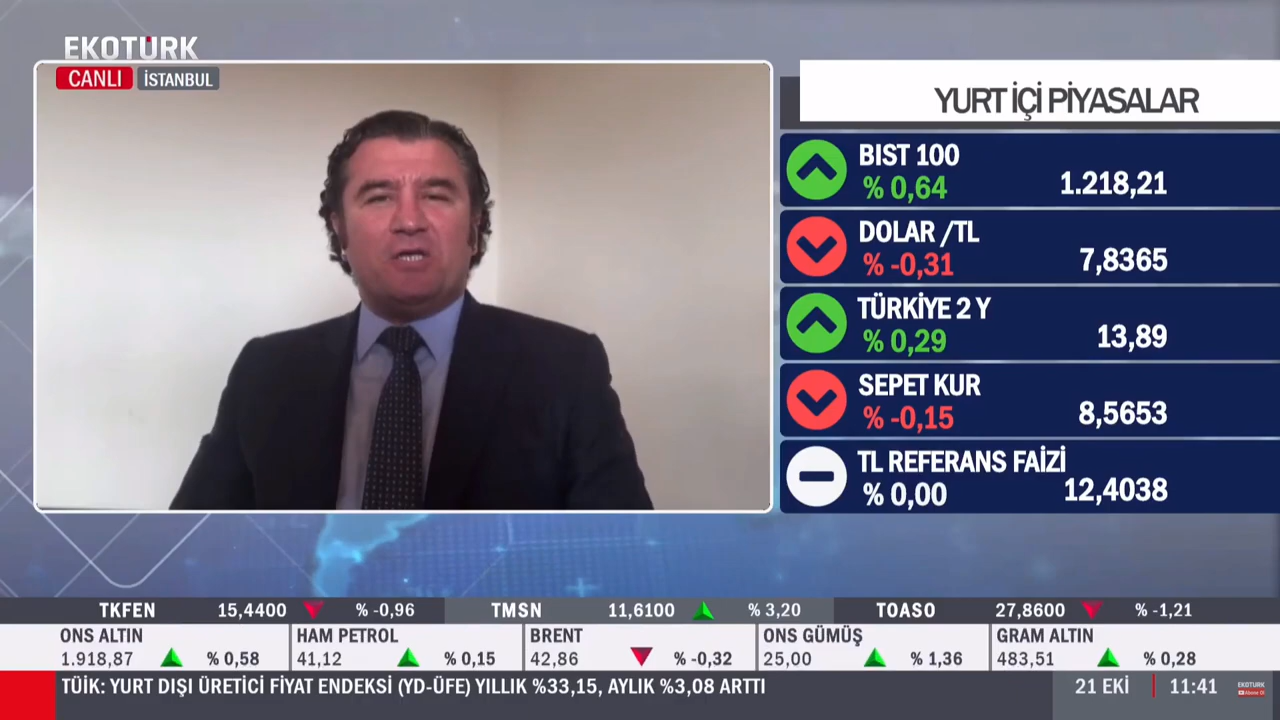 EKOTÜRK
CANLI İSTANBUL
YURT İÇİ PİYASALAR
BIST 100
% 0,64 1.218,21
DOLAR /TL
% -0,31 7,8365
TÜRKİYE 2 Y
% 0,29 13,89
SEPET KUR
% -0,15 8,5653
TL REFERANS FAİZİ
% 0,00 12,4038
TKFEN 15,4400 % -0,96 TMSN 11,6100 % 3,20 TOASO 27,8600 % -1,21
ONS ALTIN HAM PETROL BRENT ONS GÜMÜŞ GRAM ALTIN
1.918,87 % 0,58 41,12 % 0,15 42,86 % -0,32 25,00 % 1,36 483,51 % 0,28
TÜİK: YURT DIŞI ÜRETİCİ FİYAT ENDEKSİ (YD-ÜFE) YILLIK %33,15, AYLIK %3,08 ARTTI
21 EKİ 11:41
EKOTÜRK
Abone Ol